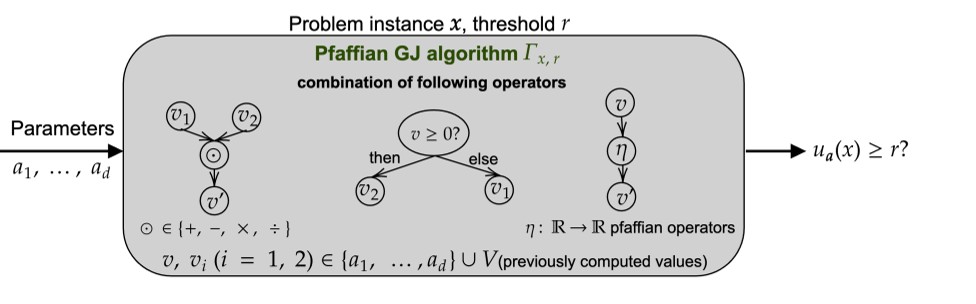 Problem instance x, threshold r
Pfaffian GJ algorithm Γx, r
combination of following operators
Parameters
a1, …, ad
v1 v2
⊙
v′
v ≥ 0?
then else
v2 v1
v
η
v′
ua(x) ≥ r?
⊙ ∈ {+, −, ×, ÷}
η: ℝ → ℝ pfaffian operators
v, vi (i = 1, 2) ∈ {a1, …, ad} ∪ V(previously computed values)